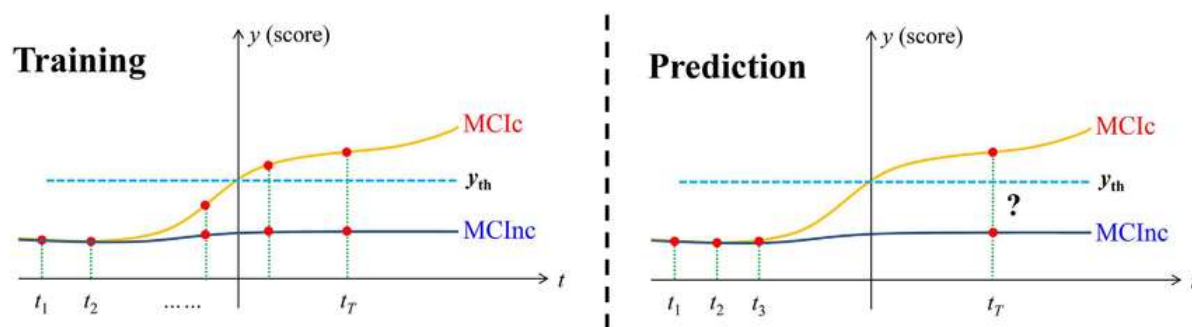 Training
y (score)
MCIc
yth
MCInc
t
t1 t2 …… tT
Prediction
y (score)
MCIc
yth
?
MCInc
t1 t2 t3 tT